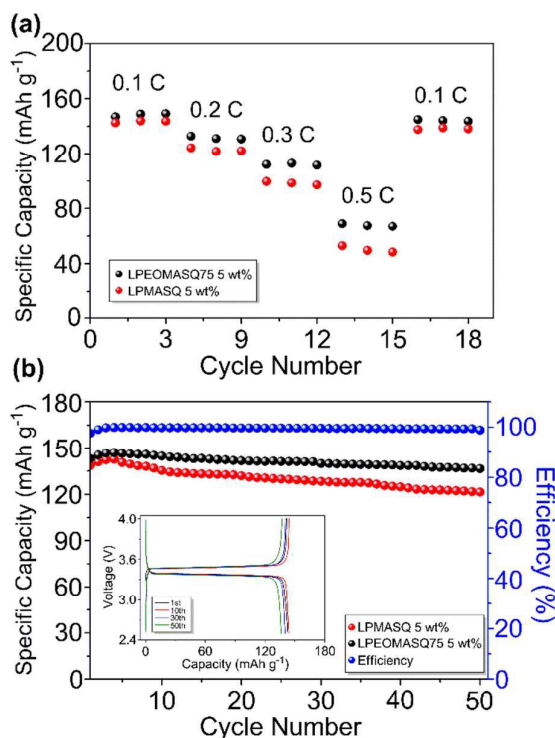 (a)
Specific Capacity (mAh g⁻¹)
200
160
120
80
40
0
0.1 C
0.2 C
0.3 C
0.5 C
0.1 C
LPEOMASQ75 5 wt%
LPMASQ 5 wt%
0 3 6 9 12 15 18
Cycle Number
(b)
Specific Capacity (mAh g⁻¹)
180
150
120
90
60
30
0
Voltage (V)
4.0
3.6
3.0
2.4
1st
10th
30th
50th
0 60 120 180
Capacity (mAh g⁻¹)
LPMASQ 5 wt%
LPEOMASQ75 5 wt%
Efficiency
100
80
60
40
20
0
Efficiency (%)
10 20 30 40 50
Cycle Number